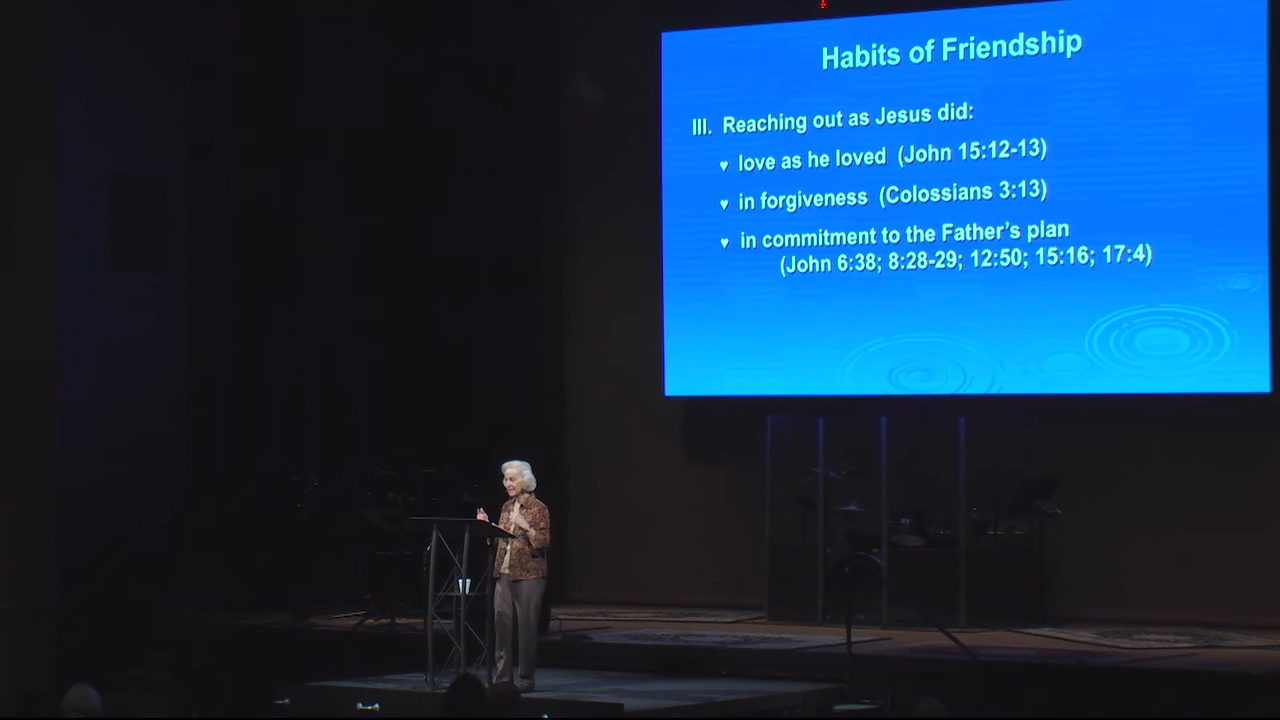 Habits of Friendship
III. Reaching out as Jesus did:
♥ love as he loved (John 15:12-13)
♥ in forgiveness (Colossians 3:13)
♥ in commitment to the Father’s plan
(John 6:38; 8:28-29; 12:50; 15:16; 17:4)